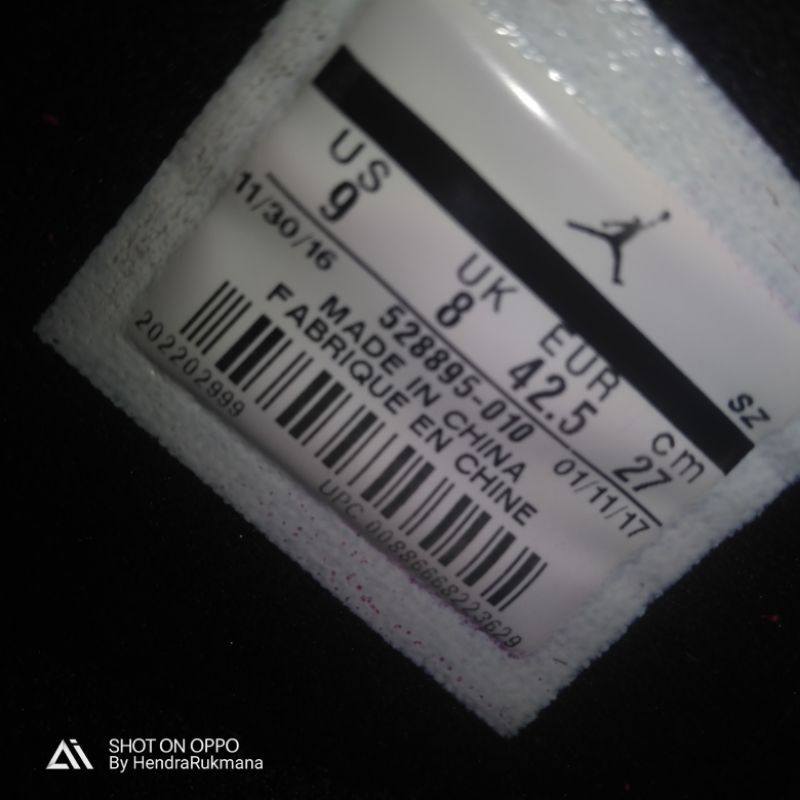 SZ
US UK EUR cm
9 8 42.5 27
11/30/16 528895-010 01/11/17
MADE IN CHINA
FABRIQUE EN CHINE
202202999
UPC 00886668223629
SHOT ON OPPO
By HendraRukmana